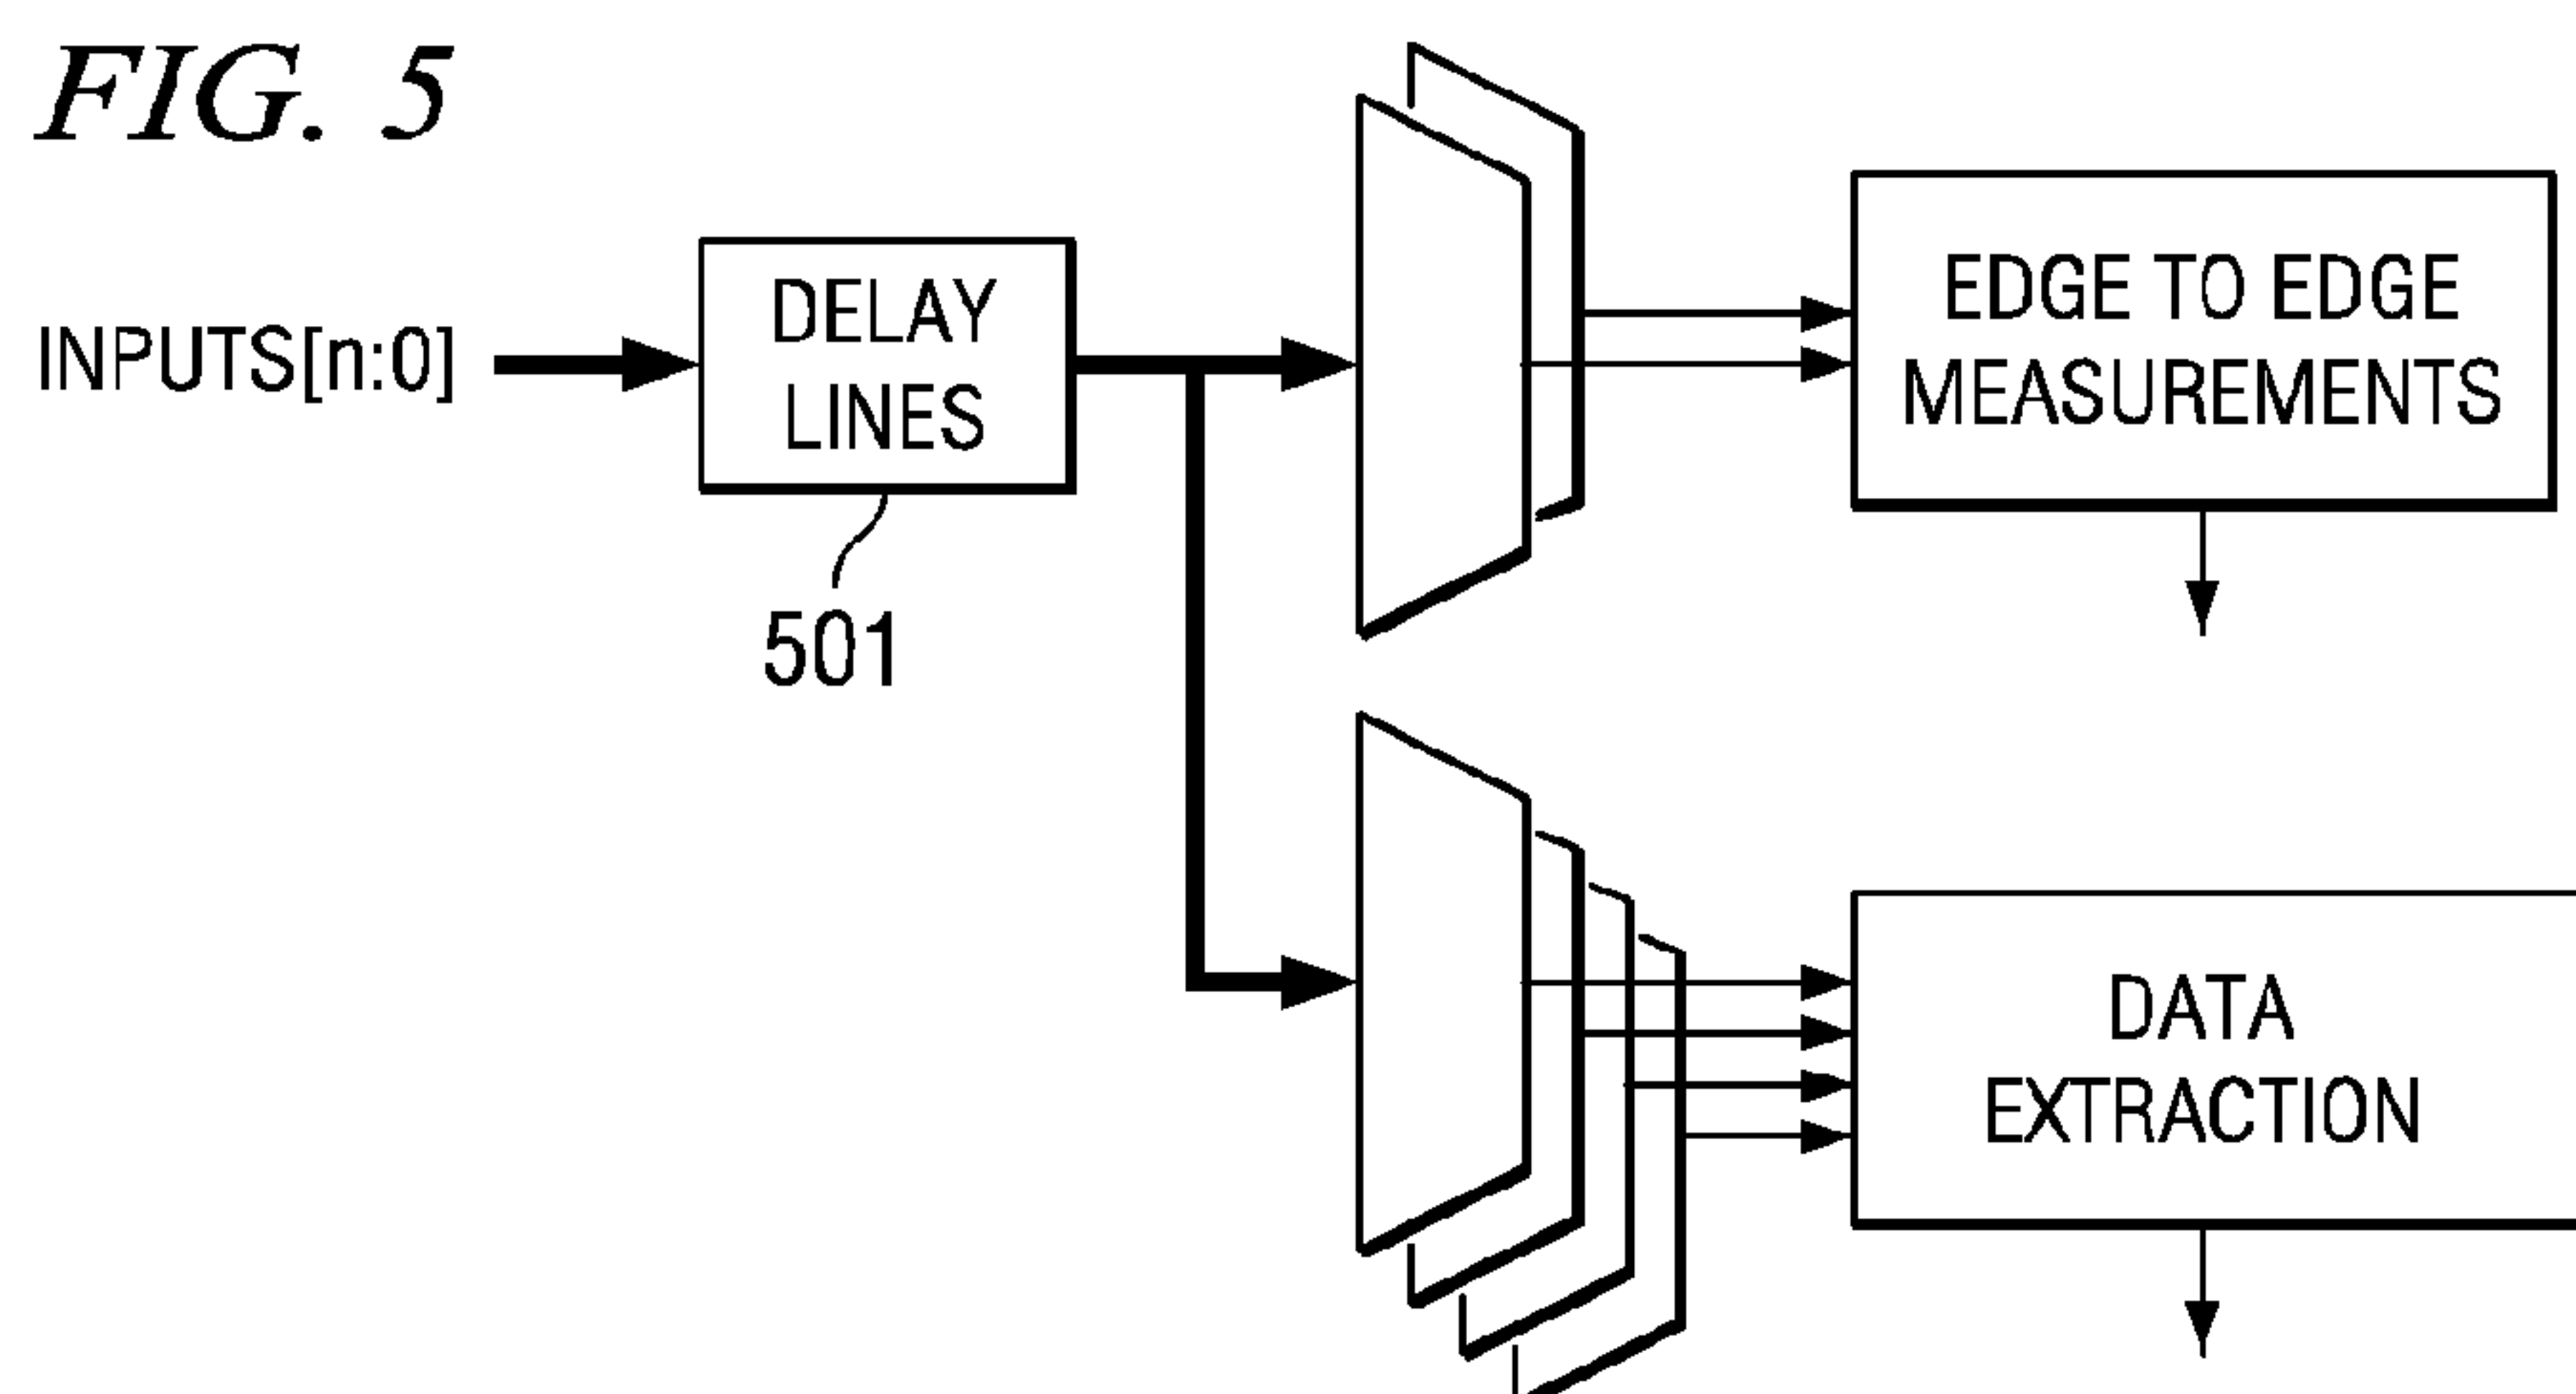 FIG. 5
INPUTS[n:0]
DELAY
LINES
501
EDGE TO EDGE
MEASUREMENTS
DATA
EXTRACTION